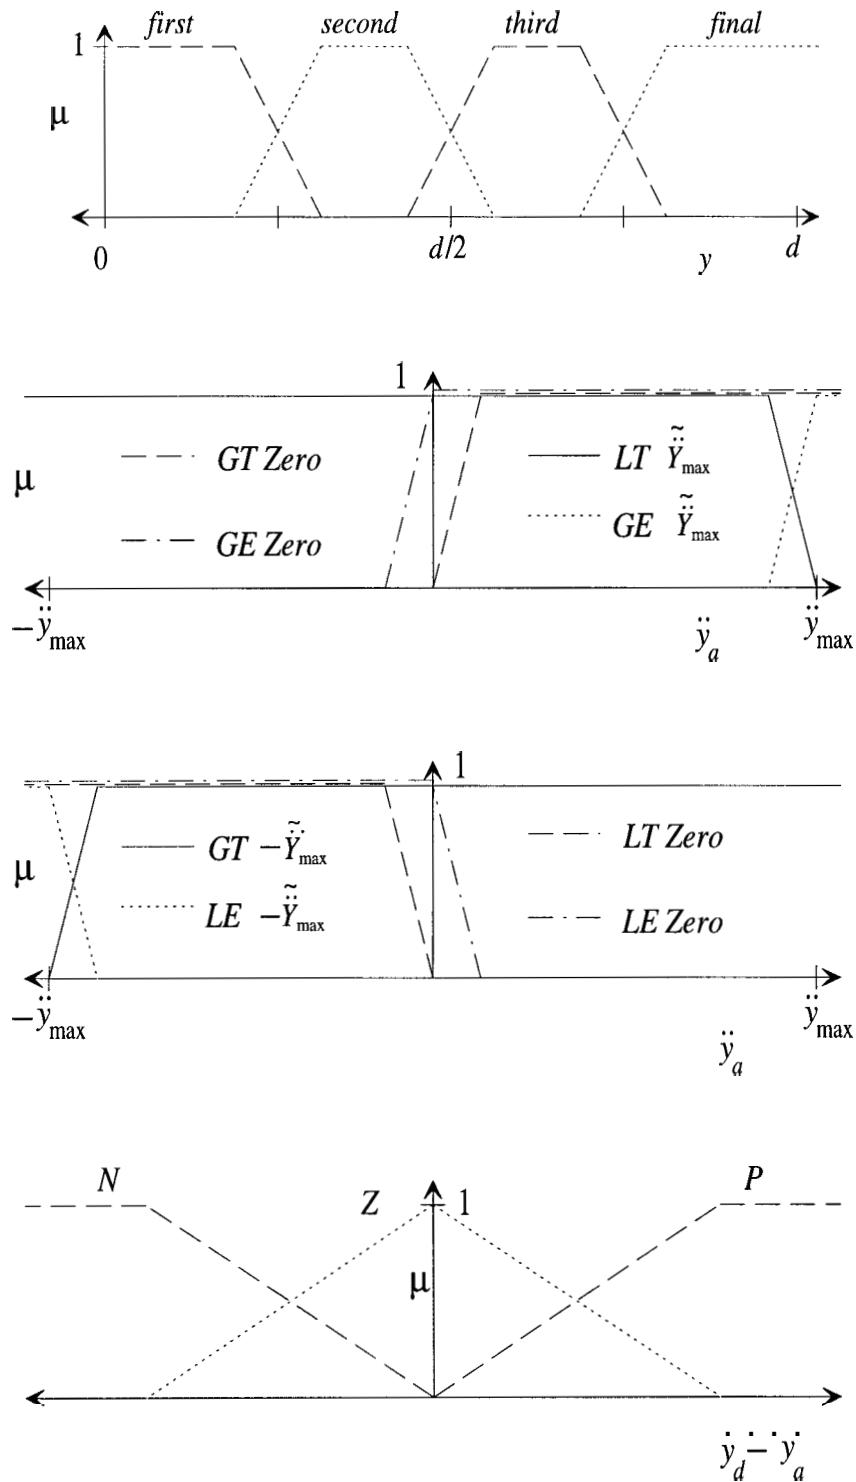 first second third final
1
μ
0 d/2 y d
1
GT Zero LT Ÿ̃max
μ
GE Zero GE Ÿ̃max
−ÿmax ÿa ÿmax
1
GT −Ÿ̃max LT Zero
μ
LE −Ÿ̃max LE Zero
−ÿmax ÿmax
ÿa
N P
Z 1
μ
ẏd − ẏa